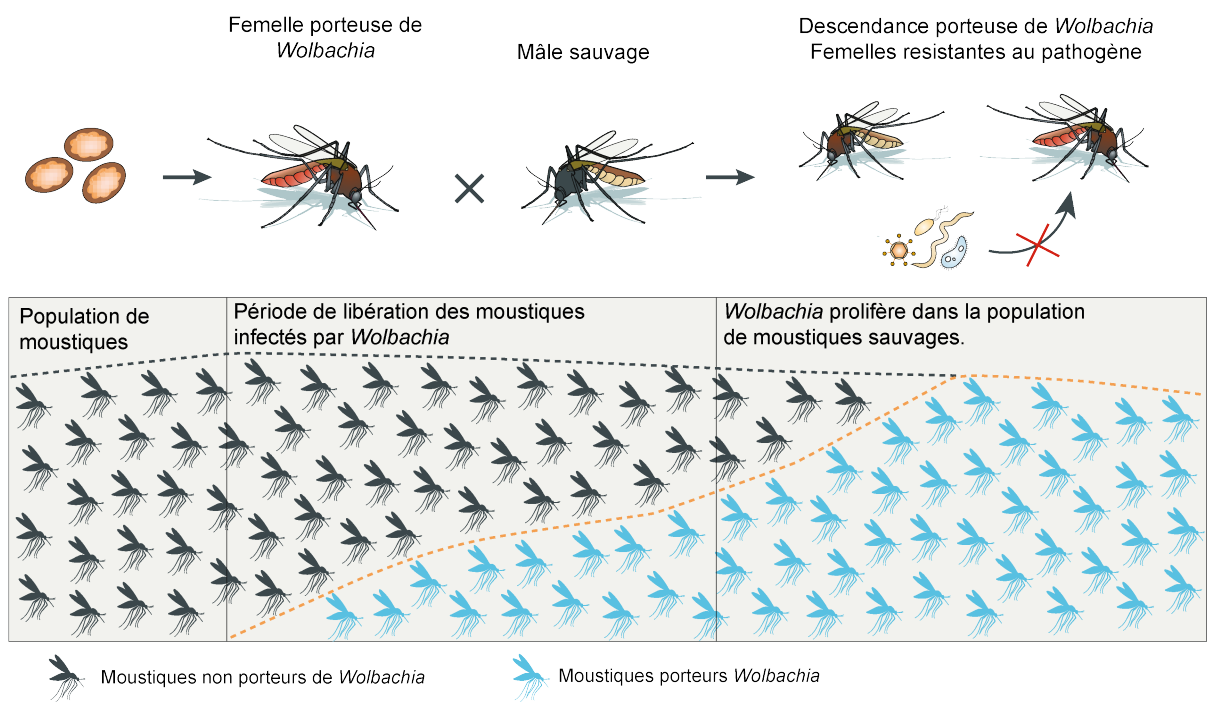 Femelle porteuse de
Wolbachia
Mâle sauvage
Descendance porteuse de Wolbachia
Femelles resistantes au pathogène
Population de
moustiques
Période de libération des moustiques
infectés par Wolbachia
Wolbachia prolifère dans la population
de moustiques sauvages.
Moustiques non porteurs de Wolbachia
Moustiques porteurs Wolbachia